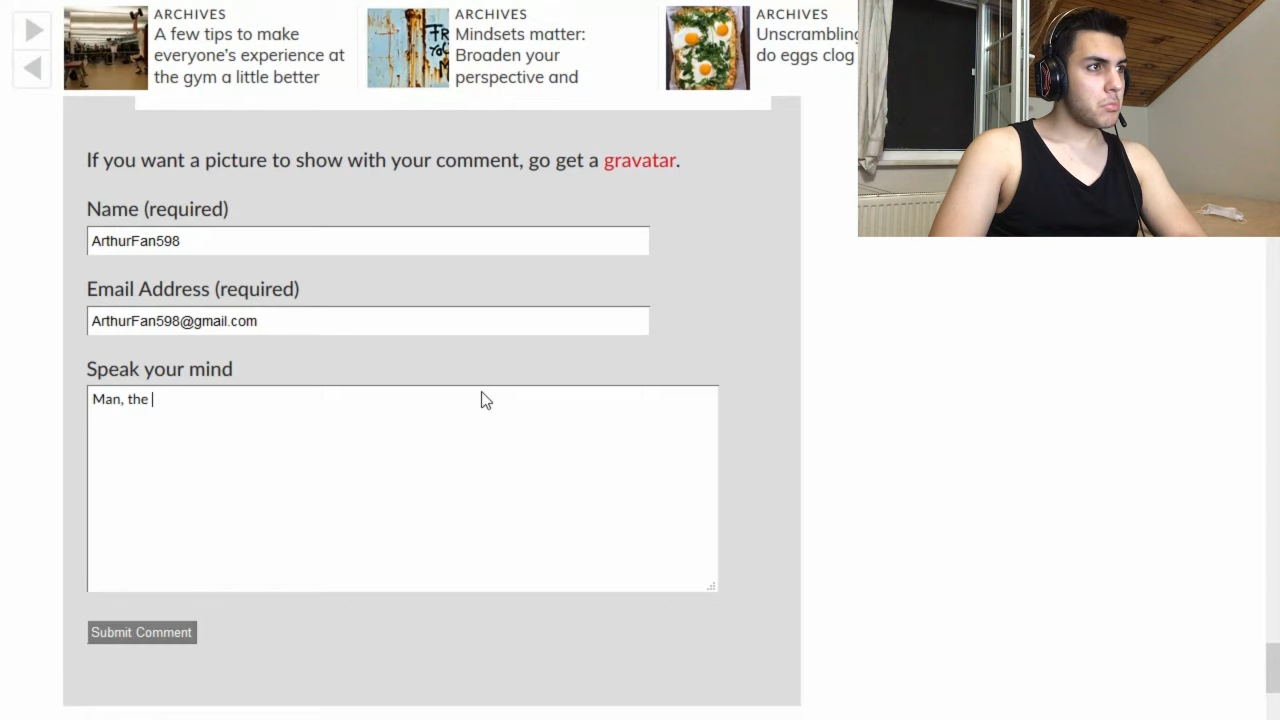 ARCHIVES
A few tips to make
everyone's experience at
the gym a little better
ARCHIVES
Mindsets matter:
Broaden your
perspective and
ARCHIVES
Unscrambling
do eggs clog
If you want a picture to show with your comment, go get a gravatar.
Name (required)
ArthurFan598
Email Address (required)
ArthurFan598@gmail.com
Speak your mind
Man, the
Submit Comment